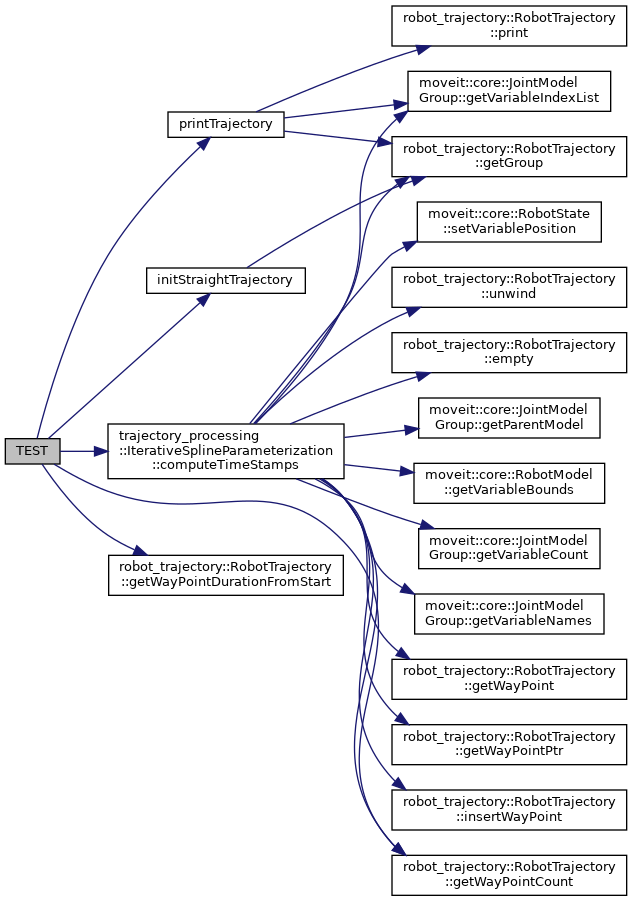 robot_trajectory::RobotTrajectory
::print
moveit::core::JointModel
Group::getVariableIndexList
printTrajectory
robot_trajectory::RobotTrajectory
::getGroup
moveit::core::RobotState
::setVariablePosition
initStraightTrajectory
robot_trajectory::RobotTrajectory
::unwind
robot_trajectory::RobotTrajectory
::empty
moveit::core::JointModel
Group::getParentModel
TEST
trajectory_processing
::IterativeSplineParameterization
::computeTimeStamps
moveit::core::RobotModel
::getVariableBounds
moveit::core::JointModel
Group::getVariableCount
robot_trajectory::RobotTrajectory
::getWayPointDurationFromStart
moveit::core::JointModel
Group::getVariableNames
robot_trajectory::RobotTrajectory
::getWayPoint
robot_trajectory::RobotTrajectory
::getWayPointPtr
robot_trajectory::RobotTrajectory
::insertWayPoint
robot_trajectory::RobotTrajectory
::getWayPointCount